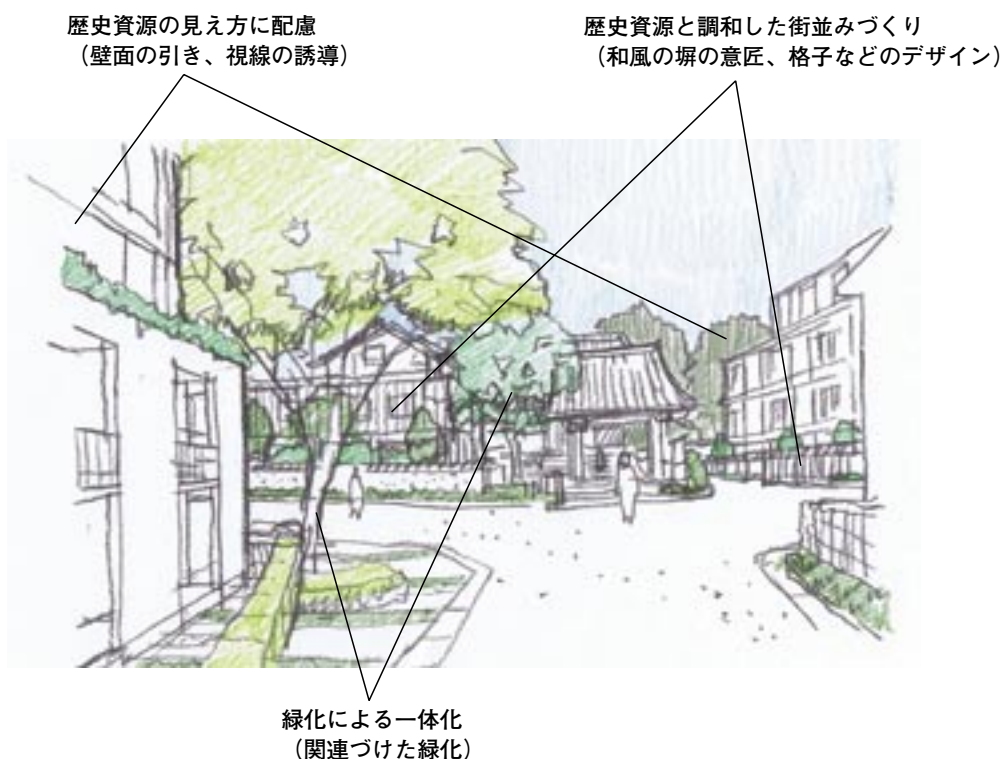 歴史資源の見え方に配慮
（壁面の引き、視線の誘導）
歴史資源と調和した街並みづくり
（和風の塀の意匠、格子などのデザイン）
緑化による一体化
（関連づけた緑化）